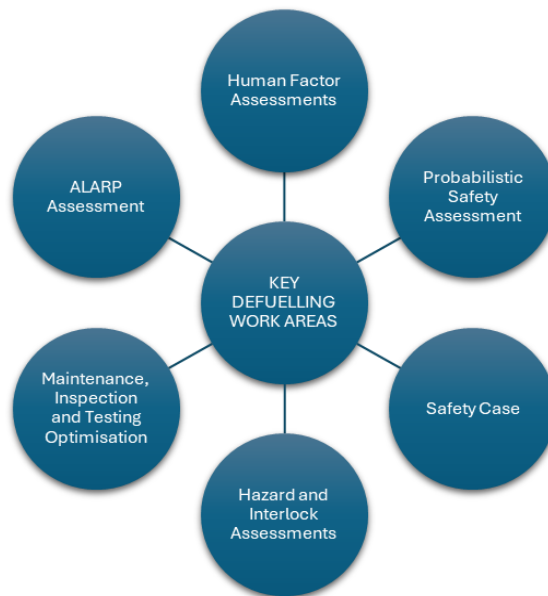 Human Factor
Assessments
ALARP
Assessment
Probabilistic
Safety
Assessment
KEY
DEFUELLING
WORK AREAS
Maintenance,
Inspection
and Testing
Optimisation
Safety Case
Hazard and
Interlock
Assessments